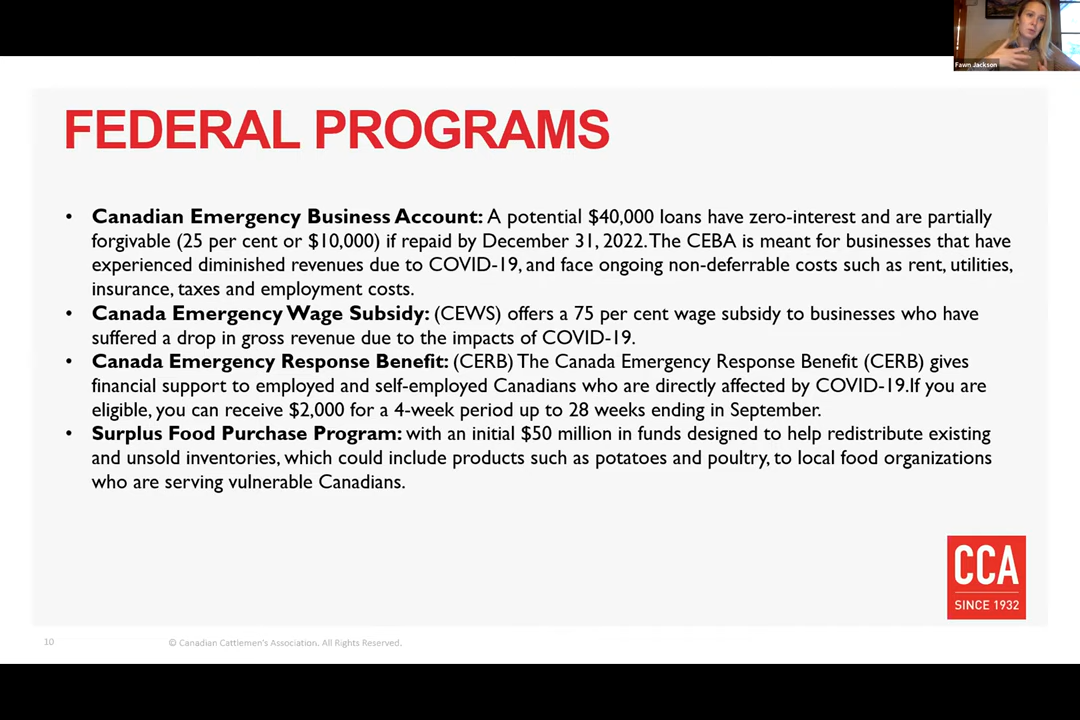 Fawn Jackson
FEDERAL PROGRAMS
• Canadian Emergency Business Account: A potential $40,000 loans have zero-interest and are partially
forgivable (25 per cent or $10,000) if repaid by December 31, 2022. The CEBA is meant for businesses that have
experienced diminished revenues due to COVID-19, and face ongoing non-deferrable costs such as rent, utilities,
insurance, taxes and employment costs.
• Canada Emergency Wage Subsidy: (CEWS) offers a 75 per cent wage subsidy to businesses who have
suffered a drop in gross revenue due to the impacts of COVID-19.
• Canada Emergency Response Benefit: (CERB) The Canada Emergency Response Benefit (CERB) gives
financial support to employed and self-employed Canadians who are directly affected by COVID-19.If you are
eligible, you can receive $2,000 for a 4-week period up to 28 weeks ending in September.
• Surplus Food Purchase Program: with an initial $50 million in funds designed to help redistribute existing
and unsold inventories, which could include products such as potatoes and poultry, to local food organizations
who are serving vulnerable Canadians.
CCA
SINCE 1932
10
© Canadian Cattlemen's Association. All Rights Reserved.